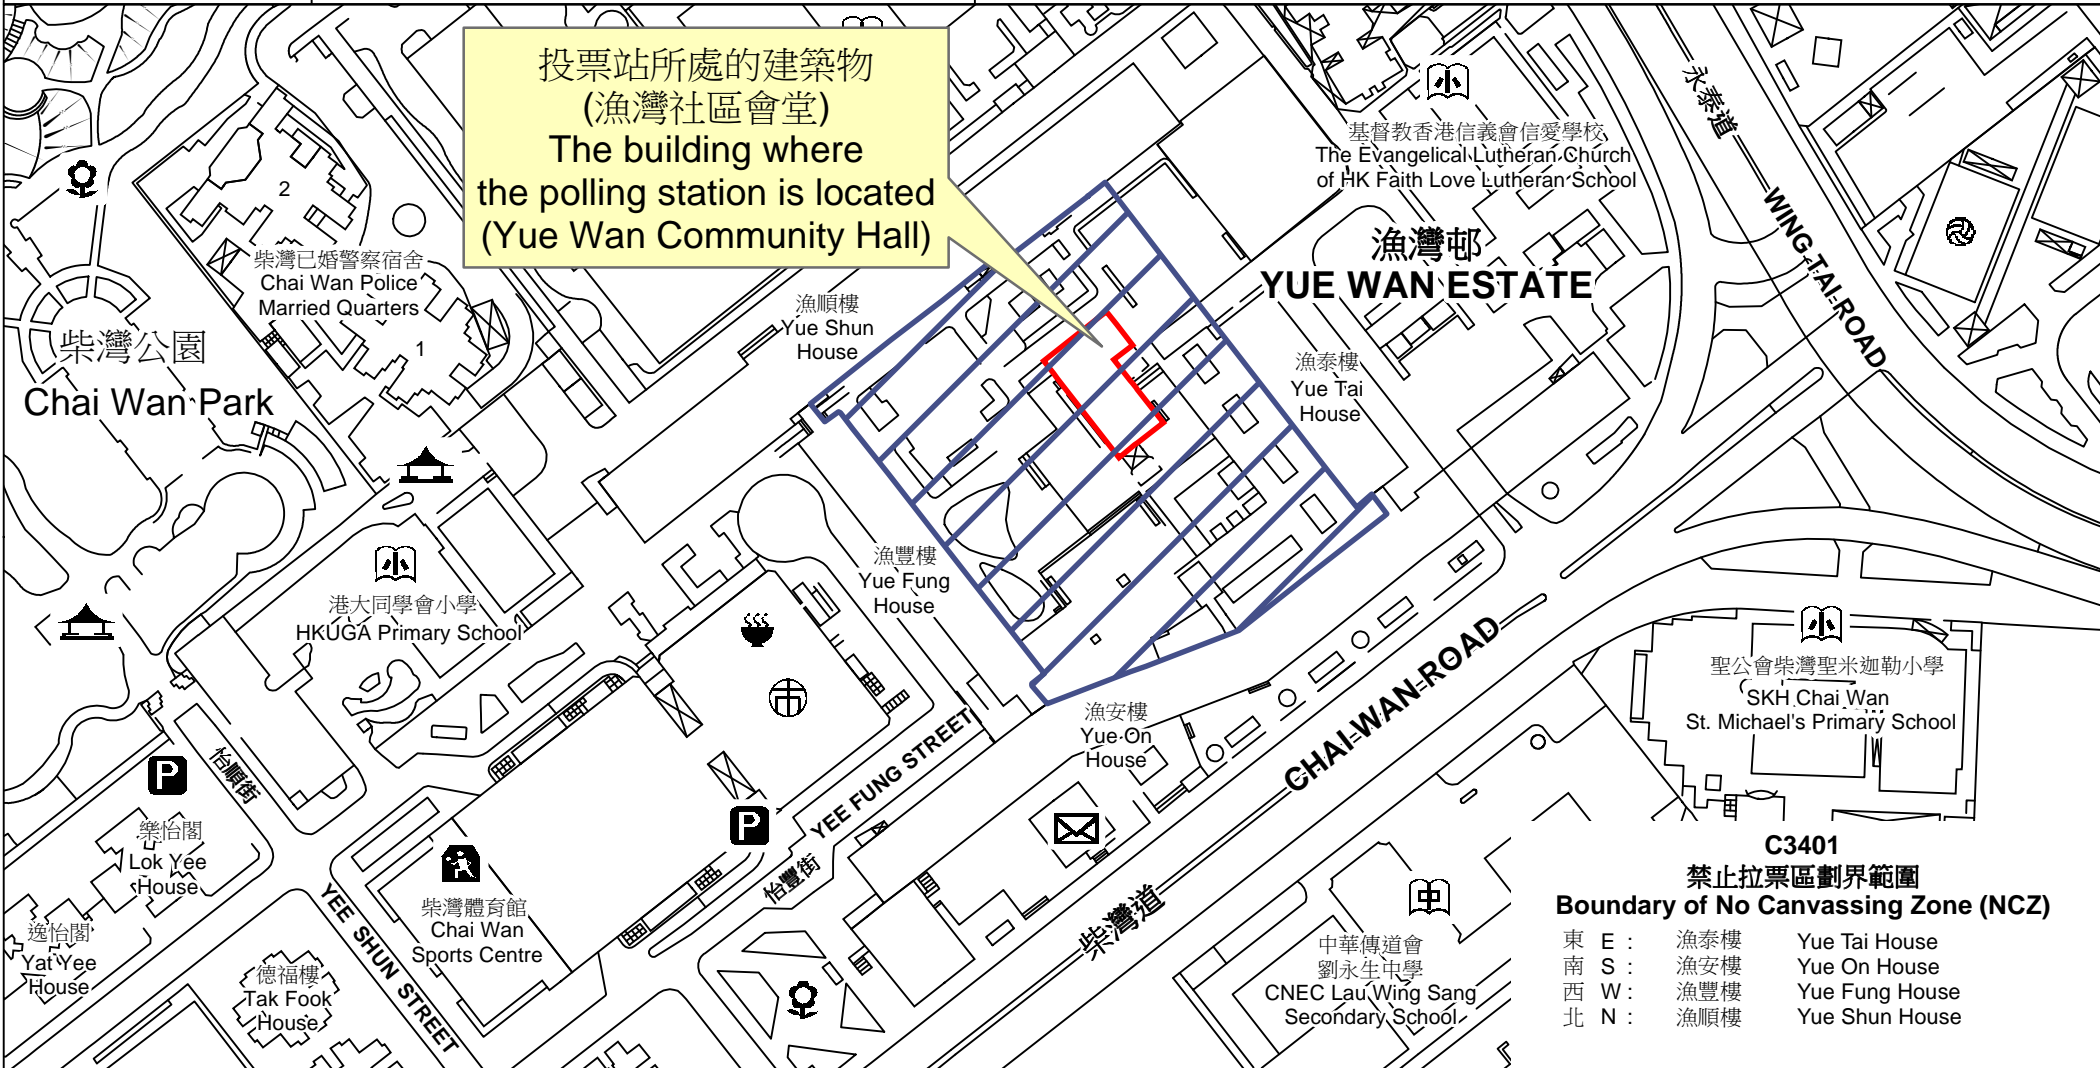 投票站所處的建築物
(漁灣社區會堂)
The building where
the polling station is located
(Yue Wan Community Hall)
基督教香港信義會信愛學校
The Evangelical Lutheran Church
of HK Faith Love Lutheran School
永泰道
WING TAI ROAD
漁灣邨
YUE WAN ESTATE
2
柴灣已婚警察宿舍
Chai Wan Police
Married Quarters
1
柴灣公園
Chai Wan Park
漁順樓
Yue Shun
House
漁泰樓
Yue Tai
House
漁豐樓
Yue Fung
House
小
小
港大同學會小學
HKUGA Primary School
市
小
聖公會柴灣聖米迦勒小學
SKH Chai Wan
St. Michael's Primary School
漁安樓
Yue On
House
CHAI WAN ROAD
柴灣道
YEE FUNG STREET
怡豐街
P
P
怡順街
YEE SHUN STREET
樂怡閣
Lok Yee
House
逸怡閣
Yat Yee
House
德福樓
Tak Fook
House
柴灣體育館
Chai Wan
Sports Centre
中
中華傳道會
劉永生中學
CNEC Lau Wing Sang
Secondary School
C3401
禁止拉票區劃界範圍
Boundary of No Canvassing Zone (NCZ)
東 E : 漁泰樓 Yue Tai House
南 S : 漁安樓 Yue On House
西 W : 漁豐樓 Yue Fung House
北 N : 漁順樓 Yue Shun House